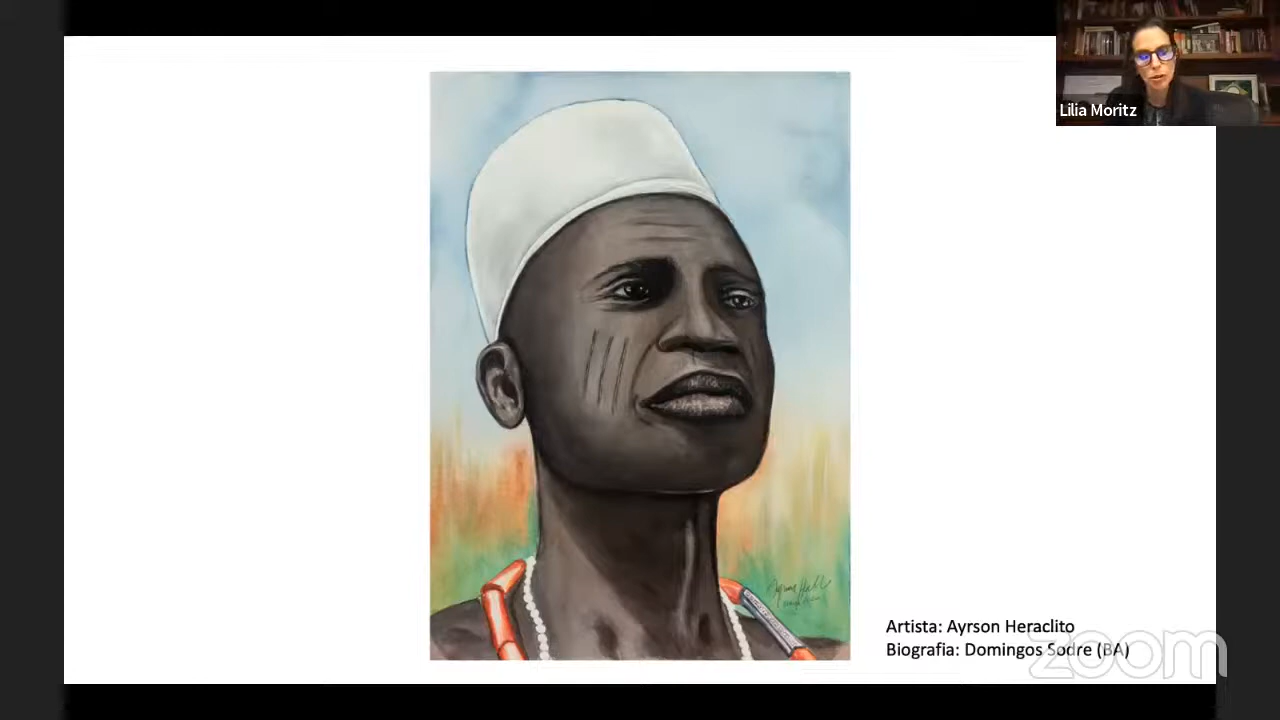 Lilia Moritz
Artista: Ayrson Heraclito
Biografia: Domingos Sodre (BA)
zoom